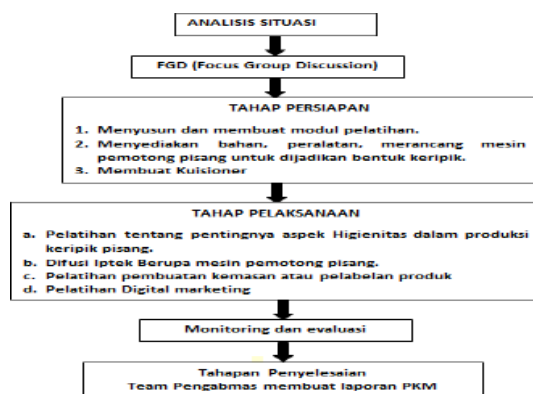 ANALISIS SITUASI
FGD (Focus Group Discussion)
TAHAP PERSIAPAN
1. Menyusun dan membuat modul pelatihan.
2. Menyediakan bahan, peralatan, merancang mesin
pemotong pisang untuk dijadikan bentuk keripik.
3. Membuat Kuisioner
TAHAP PELAKSANAAN
a. Pelatihan tentang pentingnya aspek Higienitas dalam produksi
keripik pisang.
b. Difusi Iptek Berupa mesin pemotong pisang.
c. Pelatihan pembuatan kemasan atau pelabelan produk
d. Pelatihan Digital marketing
Monitoring dan evaluasi
Tahapan Penyelesaian
Team Pengabmas membuat laporan PKM